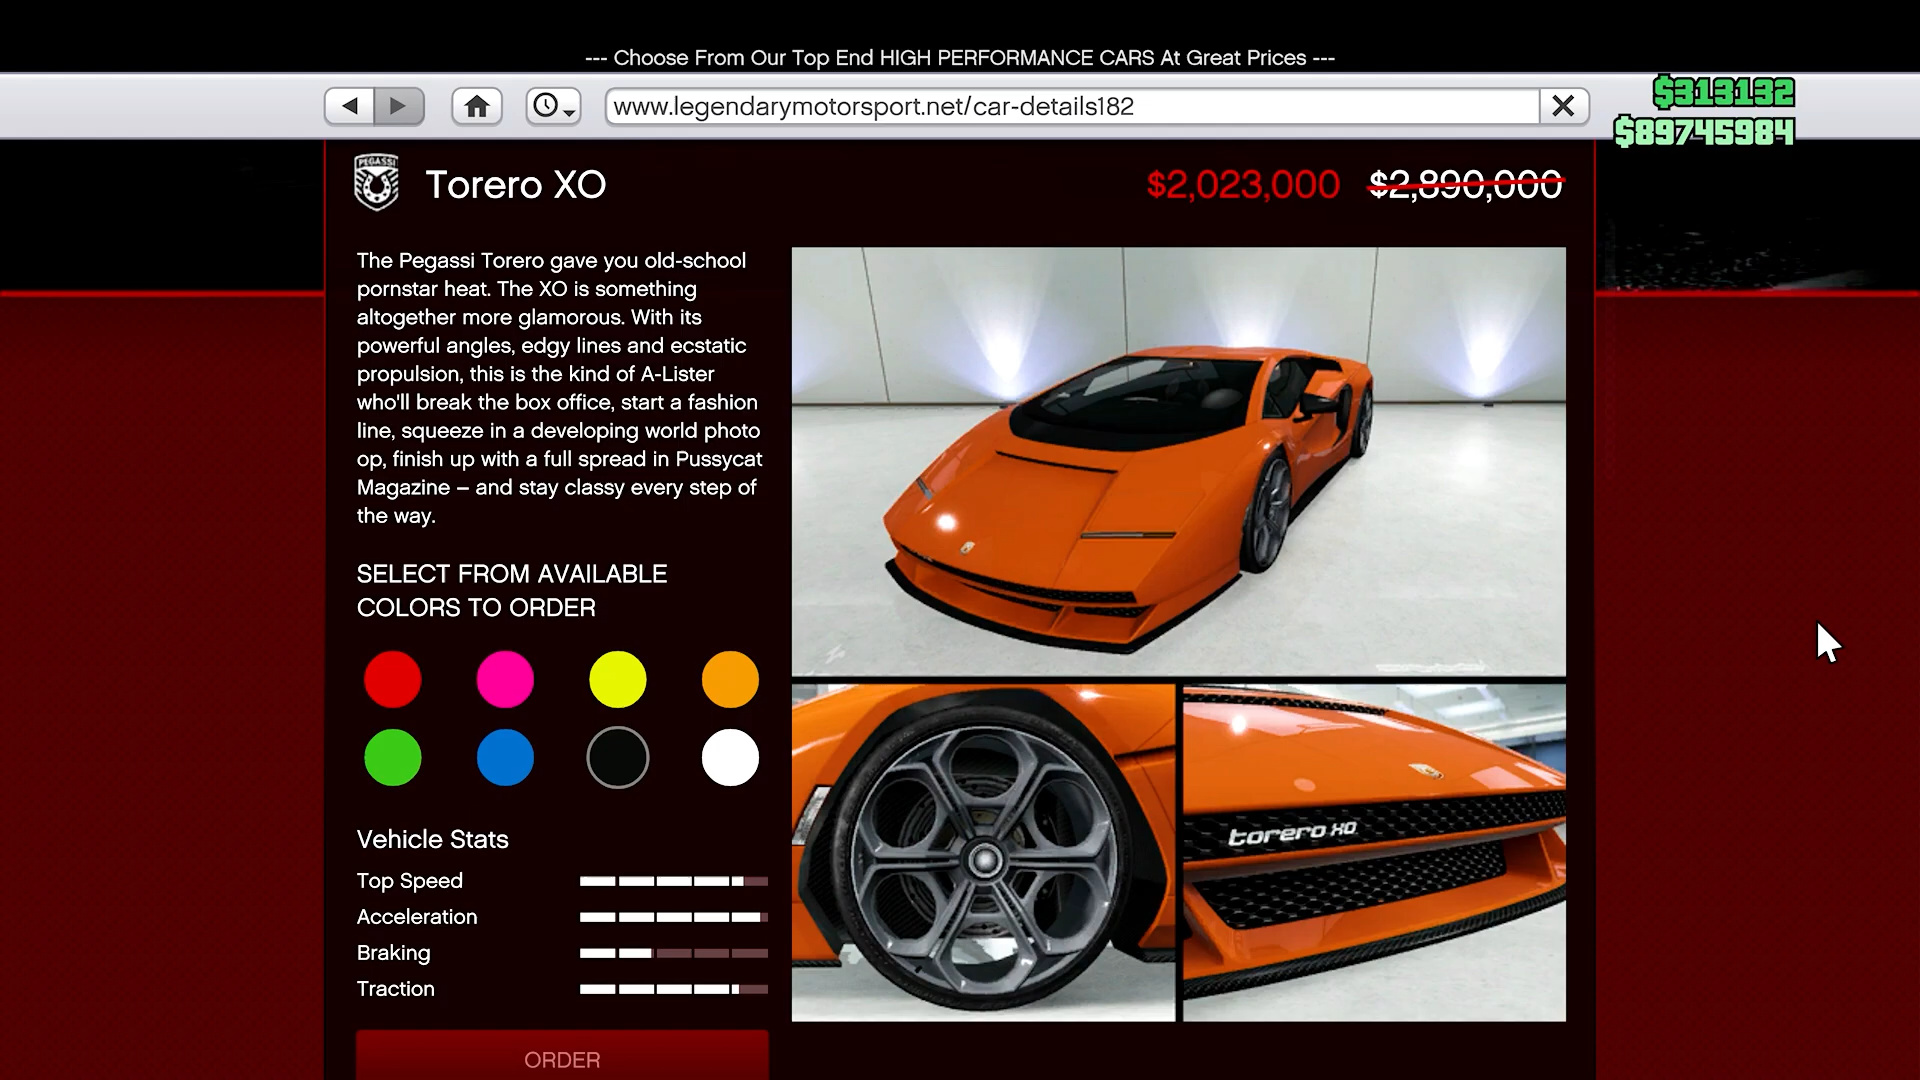 --- Choose From Our Top End HIGH PERFORMANCE CARS At Great Prices ---
www.legendarymotorsport.net/car-details182
$313132
$89745984
PEGASSI
Torero XO
$2,023,000 $2,890,000
The Pegassi Torero gave you old-school
pornstar heat. The XO is something
altogether more glamorous. With its
powerful angles, edgy lines and ecstatic
propulsion, this is the kind of A-Lister
who'll break the box office, start a fashion
line, squeeze in a developing world photo
op, finish up with a full spread in Pussycat
Magazine – and stay classy every step of
the way.
SELECT FROM AVAILABLE
COLORS TO ORDER
Vehicle Stats
Top Speed
Acceleration
Braking
Traction
ORDER
torero xo